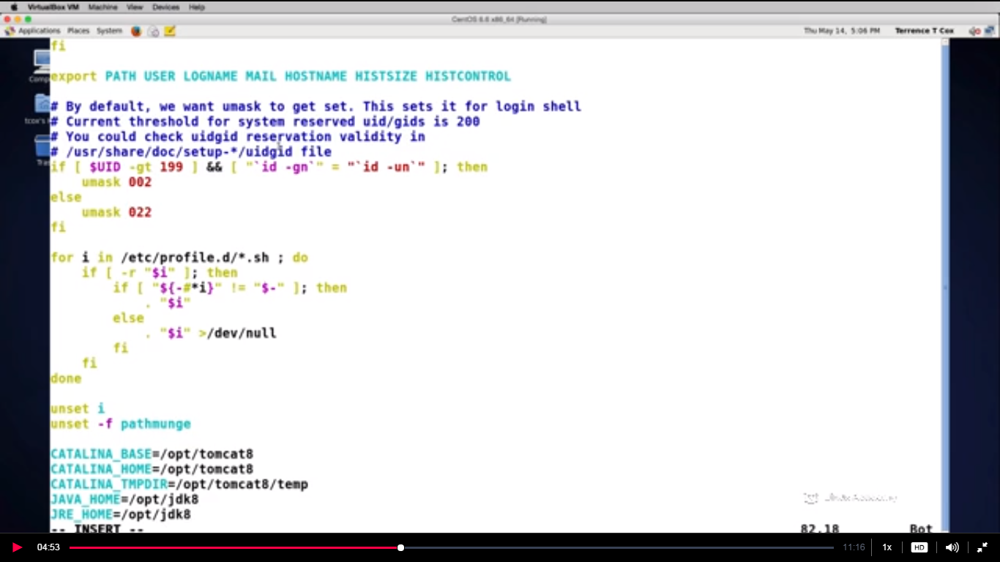 VirtualBox VM Machine View Devices Help
CentOS 6.6 x86_64 [Running]
Applications Places System Thu May 14, 5:06 PM Terrence T Cox
fi
export PATH USER LOGNAME MAIL HOSTNAME HISTSIZE HISTCONTROL
# By default, we want umask to get set. This sets it for login shell
# Current threshold for system reserved uid/gids is 200
# You could check uidgid reservation validity in
# /usr/share/doc/setup-*/uidgid file
if [ $UID -gt 199 ] && [ "`id -gn`" = "`id -un`" ]; then
    umask 002
else
    umask 022
fi
for i in /etc/profile.d/*.sh ; do
    if [ -r "$i" ]; then
        if [ "${-#*i}" != "$-" ]; then
            . "$i"
        else
            . "$i" >/dev/null
        fi
    fi
done
unset i
unset -f pathmunge
CATALINA_BASE=/opt/tomcat8
CATALINA_HOME=/opt/tomcat8
CATALINA_TMPDIR=/opt/tomcat8/temp
JAVA_HOME=/opt/jdk8
JRE_HOME=/opt/jdk8
-- INSERT -- 82,18 Bot
04:53 11:16 1x HD